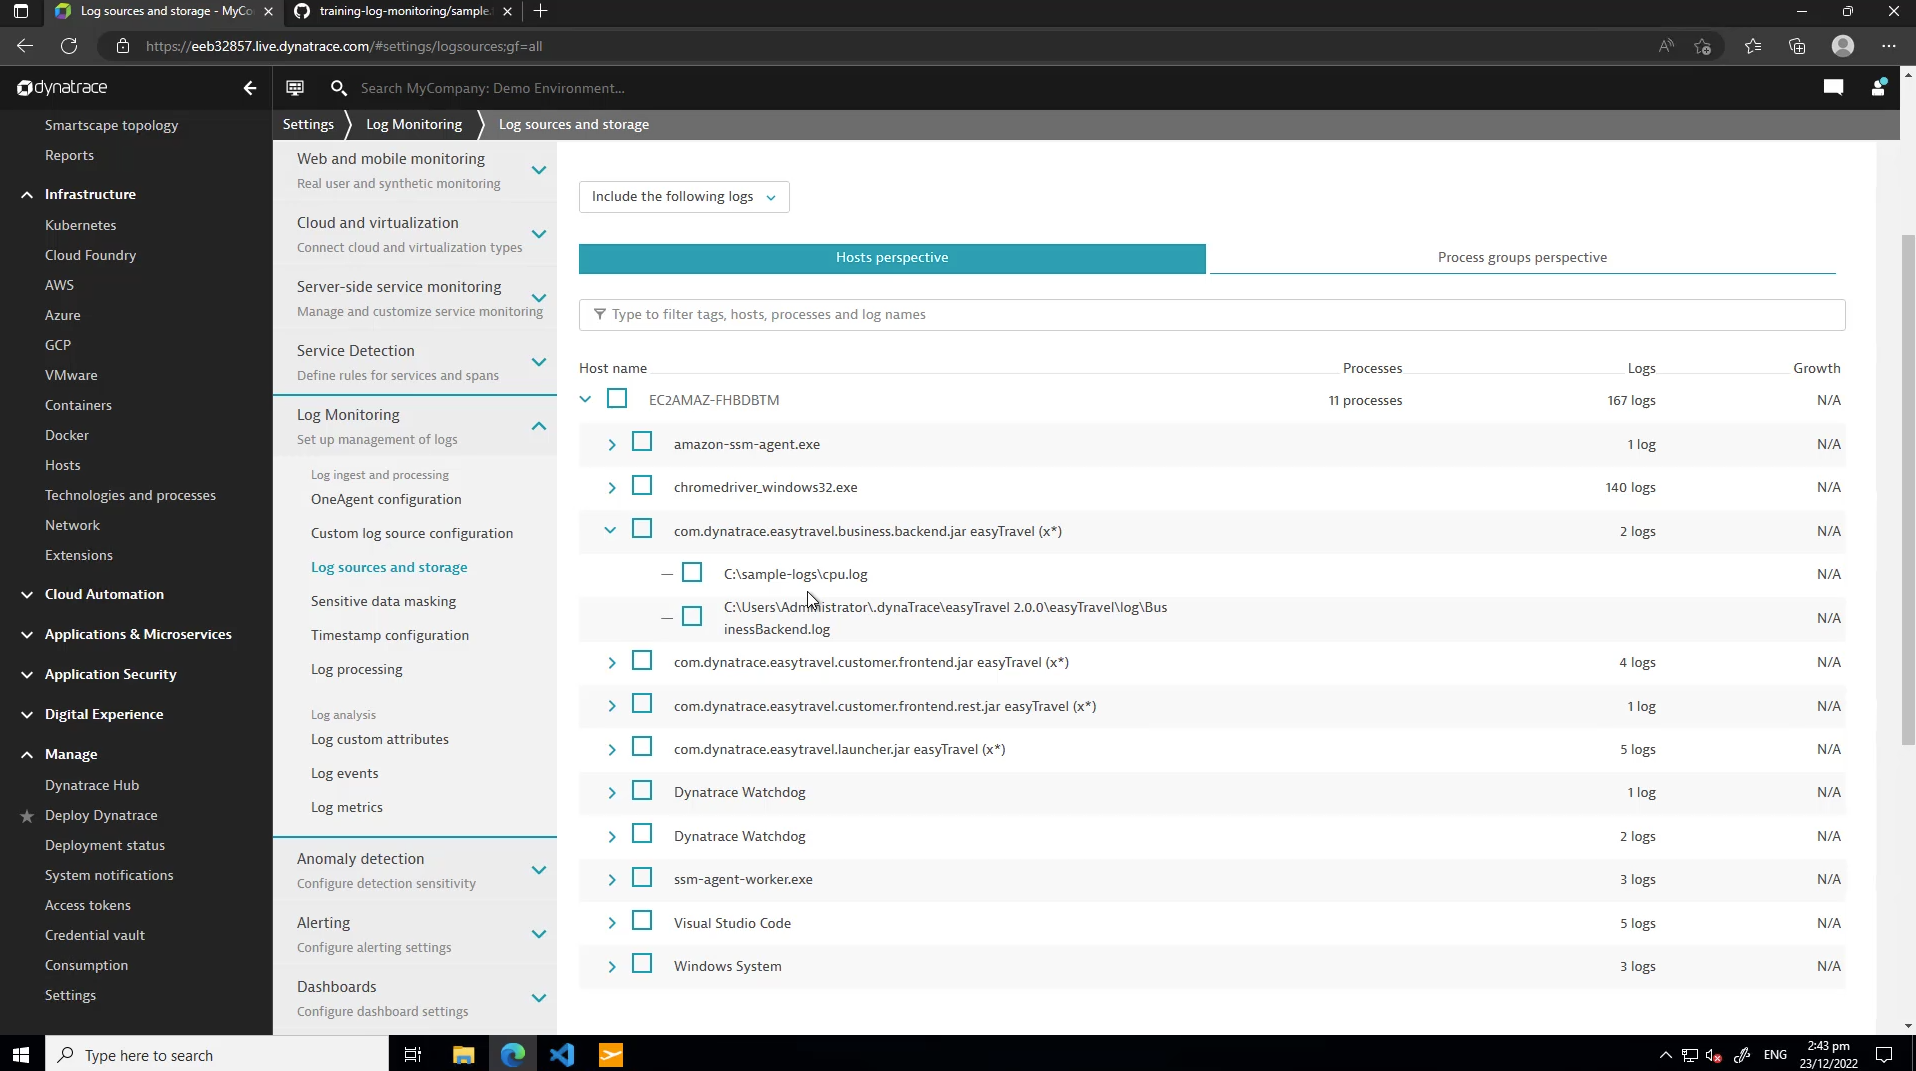 Log sources and storage - MyCo
training-log-monitoring/sample.
https://eeb32857.live.dynatrace.com/#settings/logsources;gf=all
dynatrace
Search MyCompany: Demo Environment...
Settings
Log Monitoring
Log sources and storage
Smartscape topology
Reports
Infrastructure
Kubernetes
Cloud Foundry
AWS
Azure
GCP
VMware
Containers
Docker
Hosts
Technologies and processes
Network
Extensions
Cloud Automation
Applications & Microservices
Application Security
Digital Experience
Manage
Dynatrace Hub
Deploy Dynatrace
Deployment status
System notifications
Access tokens
Credential vault
Consumption
Settings
Web and mobile monitoring
Real user and synthetic monitoring
Cloud and virtualization
Connect cloud and virtualization types
Server-side service monitoring
Manage and customize service monitoring
Service Detection
Define rules for services and spans
Log Monitoring
Set up management of logs
Log ingest and processing
OneAgent configuration
Custom log source configuration
Log sources and storage
Sensitive data masking
Timestamp configuration
Log processing
Log analysis
Log custom attributes
Log events
Log metrics
Anomaly detection
Configure detection sensitivity
Alerting
Configure alerting settings
Dashboards
Configure dashboard settings
Include the following logs
Hosts perspective
Process groups perspective
Type to filter tags, hosts, processes and log names
Host name Processes Logs Growth
EC2AMAZ-FHBDBTM 11 processes 167 logs N/A
amazon-ssm-agent.exe 1 log N/A
chromedriver_windows32.exe 140 logs N/A
com.dynatrace.easytravel.business.backend.jar easyTravel (x*) 2 logs N/A
C:\sample-logs\cpu.log N/A
C:\Users\Administrator\.dynaTrace\easyTravel 2.0.0\easyTravel\log\Bus
inessBackend.log N/A
com.dynatrace.easytravel.customer.frontend.jar easyTravel (x*) 4 logs N/A
com.dynatrace.easytravel.customer.frontend.rest.jar easyTravel (x*) 1 log N/A
com.dynatrace.easytravel.launcher.jar easyTravel (x*) 5 logs N/A
Dynatrace Watchdog 1 log N/A
Dynatrace Watchdog 2 logs N/A
ssm-agent-worker.exe 3 logs N/A
Visual Studio Code 5 logs N/A
Windows System 3 logs N/A
Type here to search
ENG
2:43 pm
23/12/2022